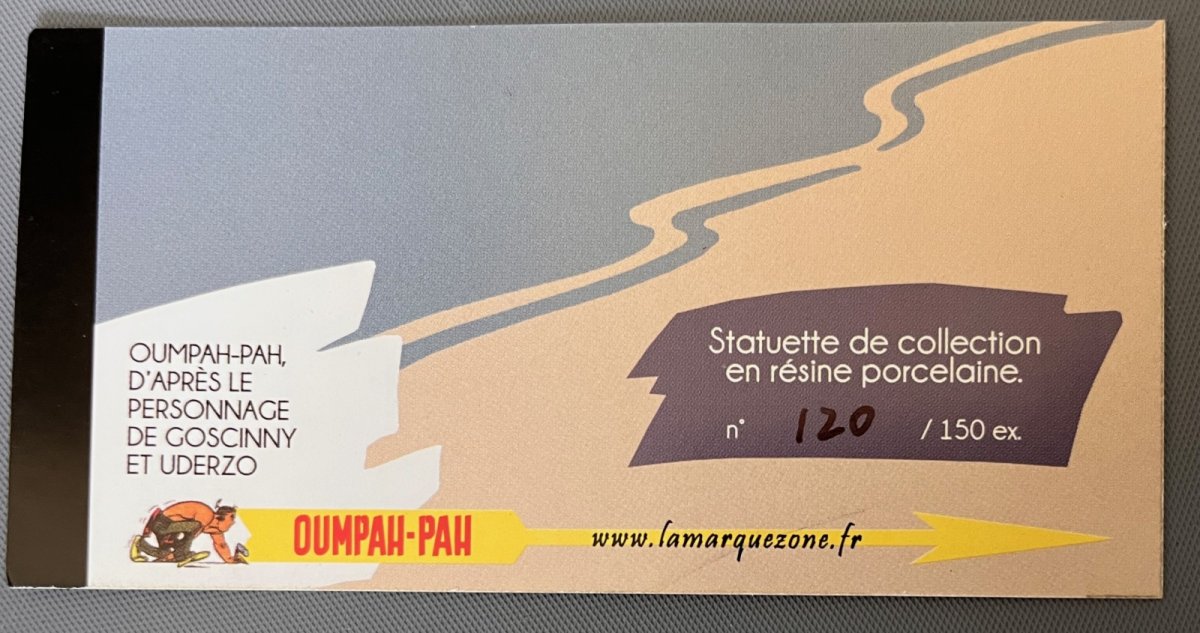 OUMPAH-PAH,
D'APRÈS LE
PERSONNAGE
DE GOSCINNY
ET UDERZO
Statuette de collection
en résine porcelaine.
n° 120 / 150 ex.
OUMPAH-PAH
www.lamarquezone.fr